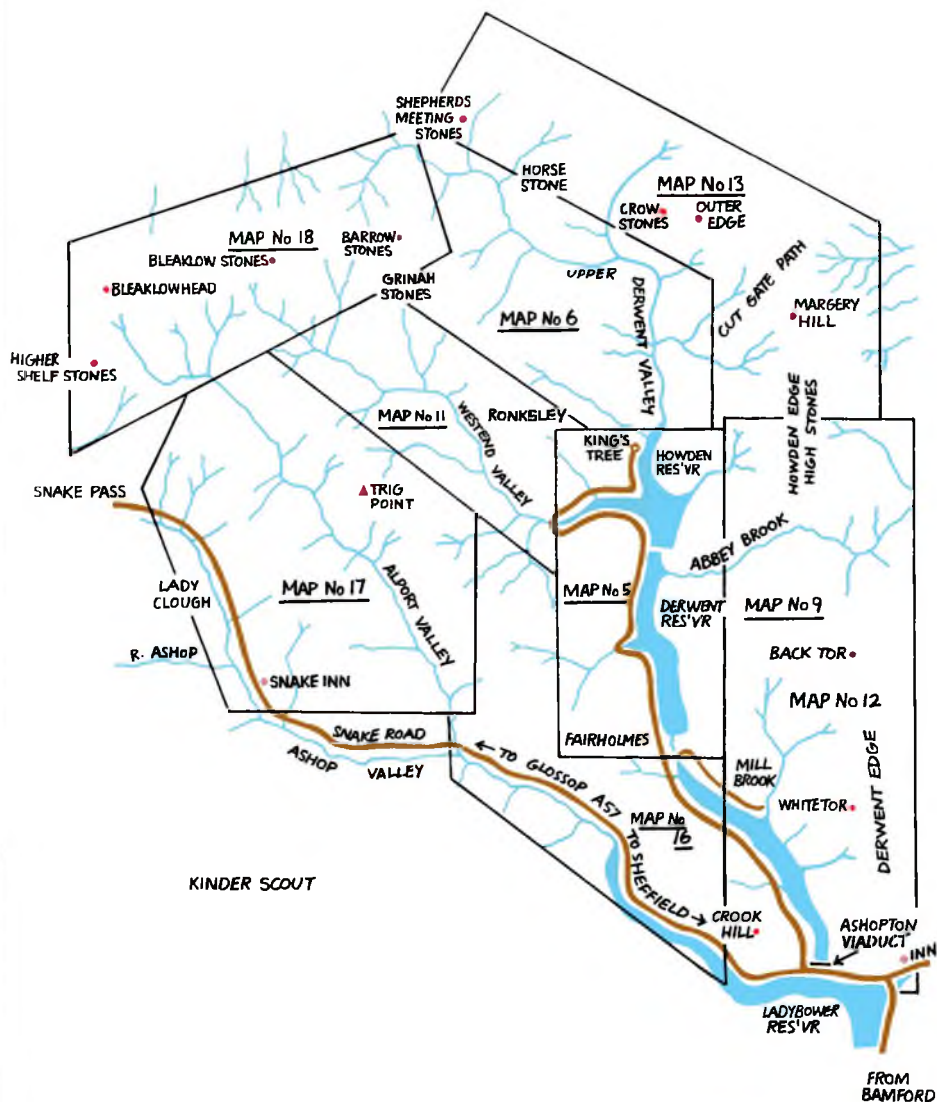 SHEPHERDS
MEETING
STONES
HORSE
STONE
MAP No 13
CROW
STONES
OUTER
EDGE
MAP No 18
BARROW
STONES
BLEAKLOW STONES
GRINAH
STONES
BLEAKLOWHEAD
UPPER
DERWENT VALLEY
CUT GATE PATH
MARGERY
HILL
MAP No 6
HIGHER
SHELF STONES
MAP No 11
WESTEND VALLEY
RONKSLEY
KING'S
TREE
HOWDEN
RES'VR
HOWDEN EDGE
HIGH STONES
SNAKE PASS
TRIG
POINT
ABBEY BROOK
LADY
CLOUGH
MAP No 17
ALPORT VALLEY
MAP No 5
DERWENT
RES'VR
MAP No 9
R. ASHOP
SNAKE INN
BACK TOR
MAP No 12
SNAKE ROAD
ASHOP
VALLEY
FAIRHOLMES
← TO GLOSSOP A57 TO SHEFFIELD →
MILL
BROOK
WHITETOR
DERWENT EDGE
MAP No
16
KINDER SCOUT
CROOK
HILL
ASHOPTON
VIADUCT
INN
LADYBOWER
RES'VR
FROM
BAMFORD